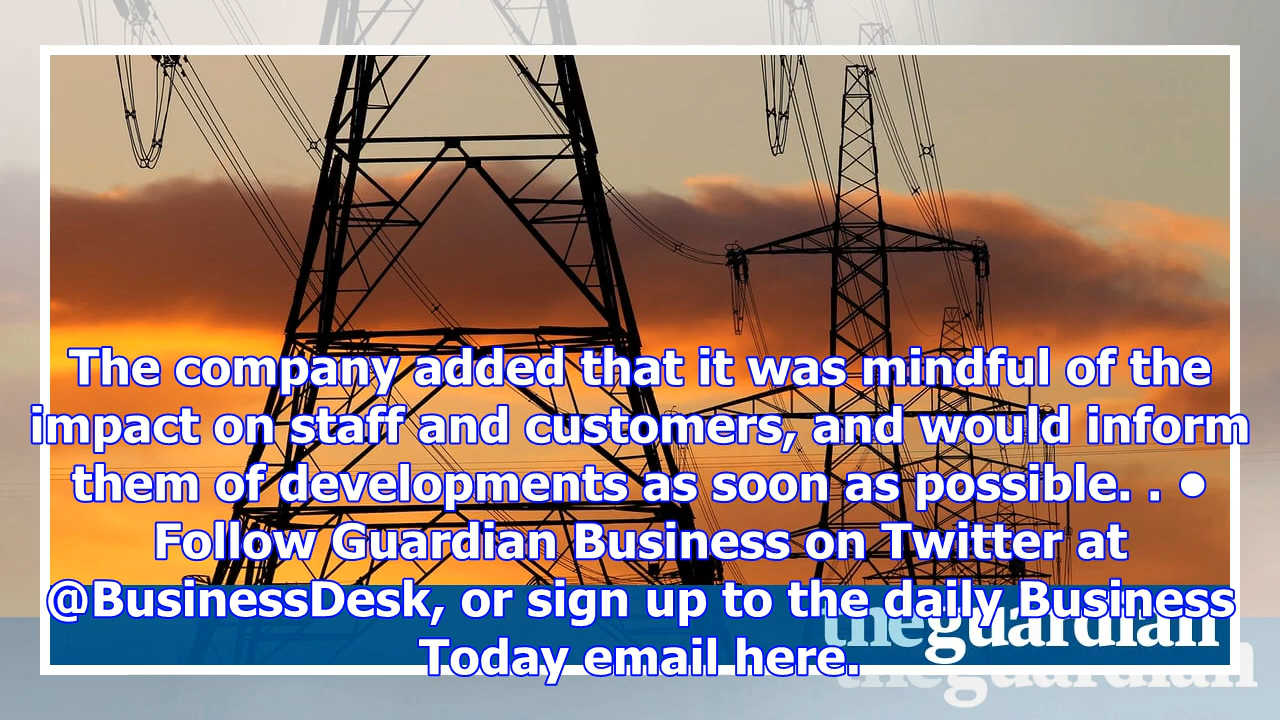 The company added that it was mindful of the
impact on staff and customers, and would inform
them of developments as soon as possible. . ●
Follow Guardian Business on Twitter at
@BusinessDesk, or sign up to the daily Business
Today email here.
theguardian
theguardian